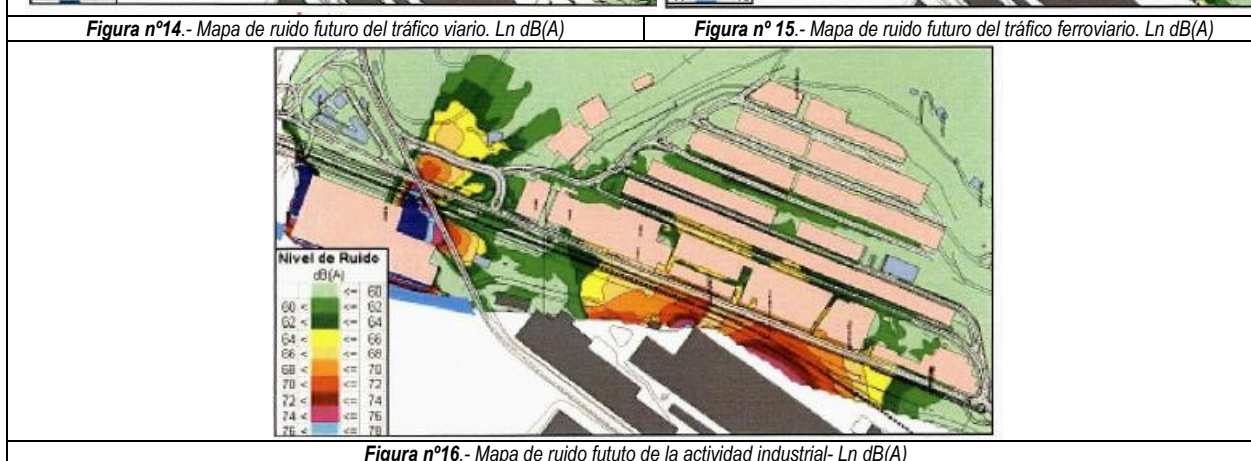 Figura nº14.- Mapa de ruido futuro del tráfico viario. Ln dB(A)
Figura nº 15.- Mapa de ruido futuro del tráfico ferroviario. Ln dB(A)
Nivel de Ruido
dB(A)
<= 60
60 < <= 62
62 < <= 64
64 < <= 66
66 < <= 68
68 < <= 70
70 < <= 72
72 < <= 74
74 < <= 76
76 < <= 78
Figura nº16.- Mapa de ruido fututo de la actividad industrial- Ln dB(A)